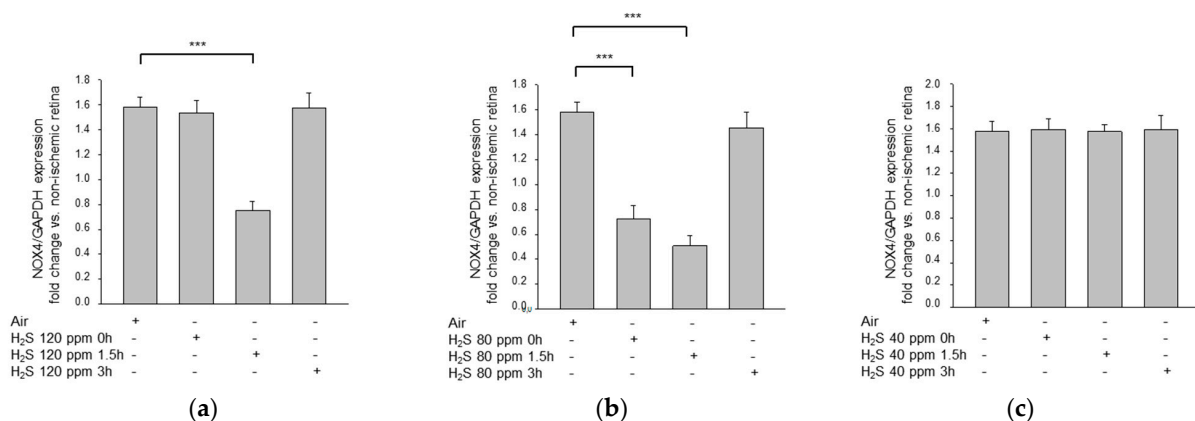 ***
NOX4/GAPDH expression
fold change vs. non-ischemic retina
1.8
1.6
1.4
1.2
1.0
0.8
0.6
0.4
0.2
0.0
Air + - - -
H₂S 120 ppm 0h - + - -
H₂S 120 ppm 1.5h - - + -
H₂S 120 ppm 3h - - - +
(a)
***
***
NOX4/GAPDH expression
fold change vs. non-ischemic retina
1.8
1.6
1.4
1.2
1.0
0.8
0.6
0.4
0.2
0.0
Air + - - -
H₂S 80 ppm 0h - + - -
H₂S 80 ppm 1.5h - - + -
H₂S 80 ppm 3h - - - +
(b)
NOX4/GAPDH expression
fold change vs. non-ischemic retina
2.0
1.8
1.6
1.4
1.2
1.0
0.8
0.6
0.4
0.2
0.0
Air + - - -
H₂S 40 ppm 0h - + - -
H₂S 40 ppm 1.5h - - + -
H₂S 40 ppm 3h - - - +
(c)